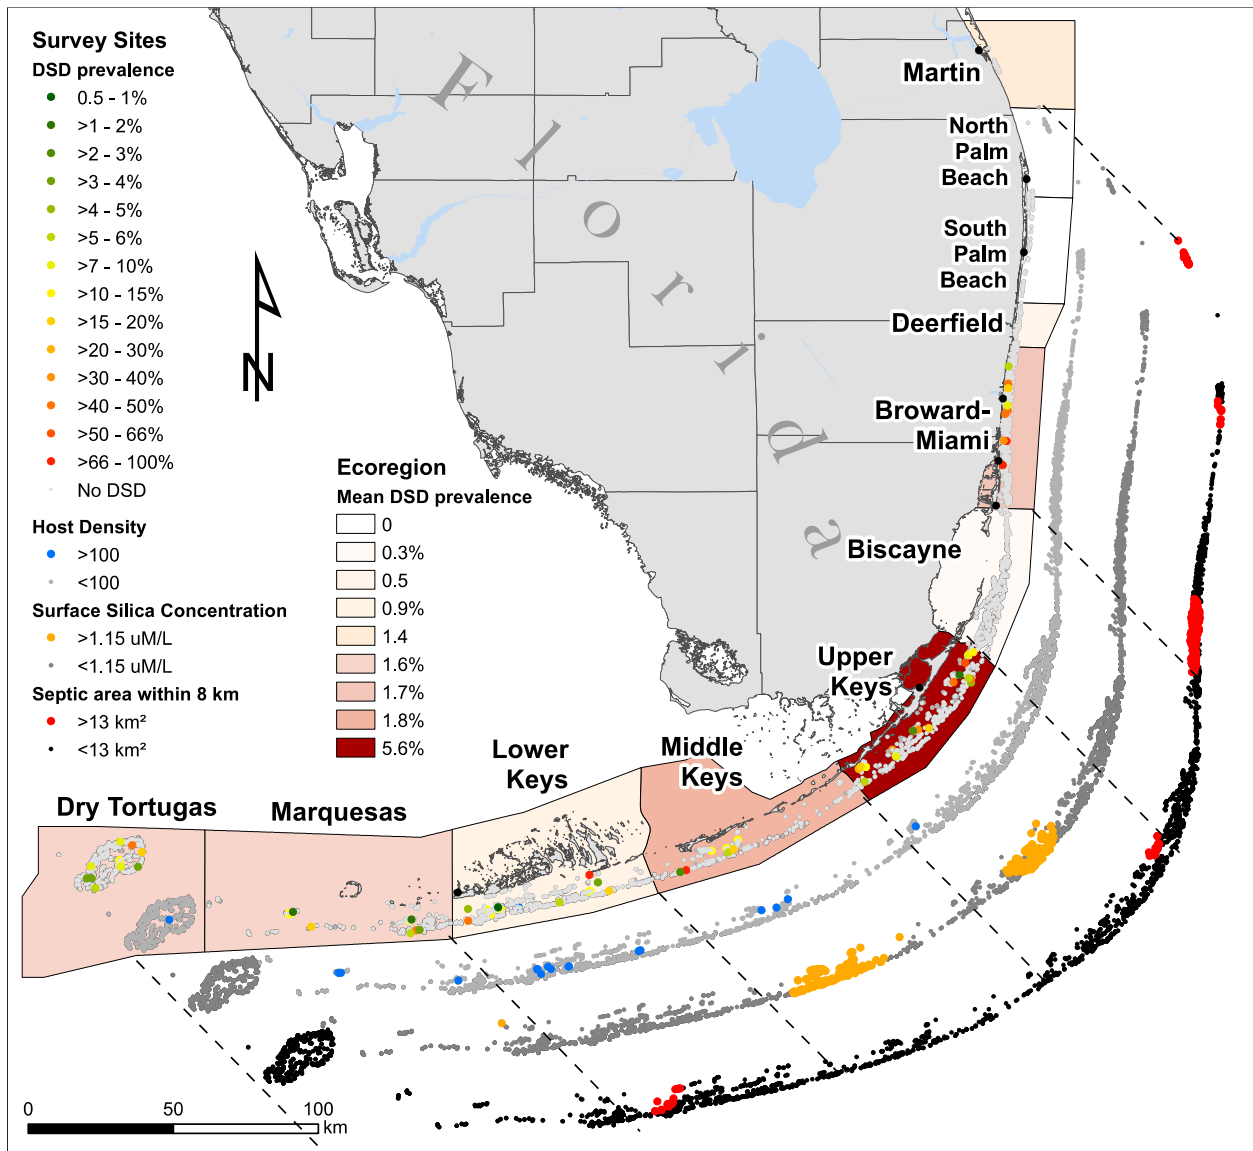 Survey Sites
DSD prevalence
0.5 - 1%
>1 - 2%
>2 - 3%
>3 - 4%
>4 - 5%
>5 - 6%
>7 - 10%
>10 - 15%
>15 - 20%
>20 - 30%
>30 - 40%
>40 - 50%
>50 - 66%
>66 - 100%
No DSD
Host Density
>100
<100
Surface Silica Concentration
>1.15 uM/L
<1.15 uM/L
Septic area within 8 km
>13 km²
<13 km²
N
Ecoregion
Mean DSD prevalence
0
0.3%
0.5
0.9%
1.4
1.6%
1.7%
1.8%
5.6%
Florida
Martin
North
Palm
Beach
South
Palm
Beach
Deerfield
Broward-
Miami
Biscayne
Upper
Keys
Middle
Keys
Lower
Keys
Marquesas
Dry Tortugas
0 50 100
km